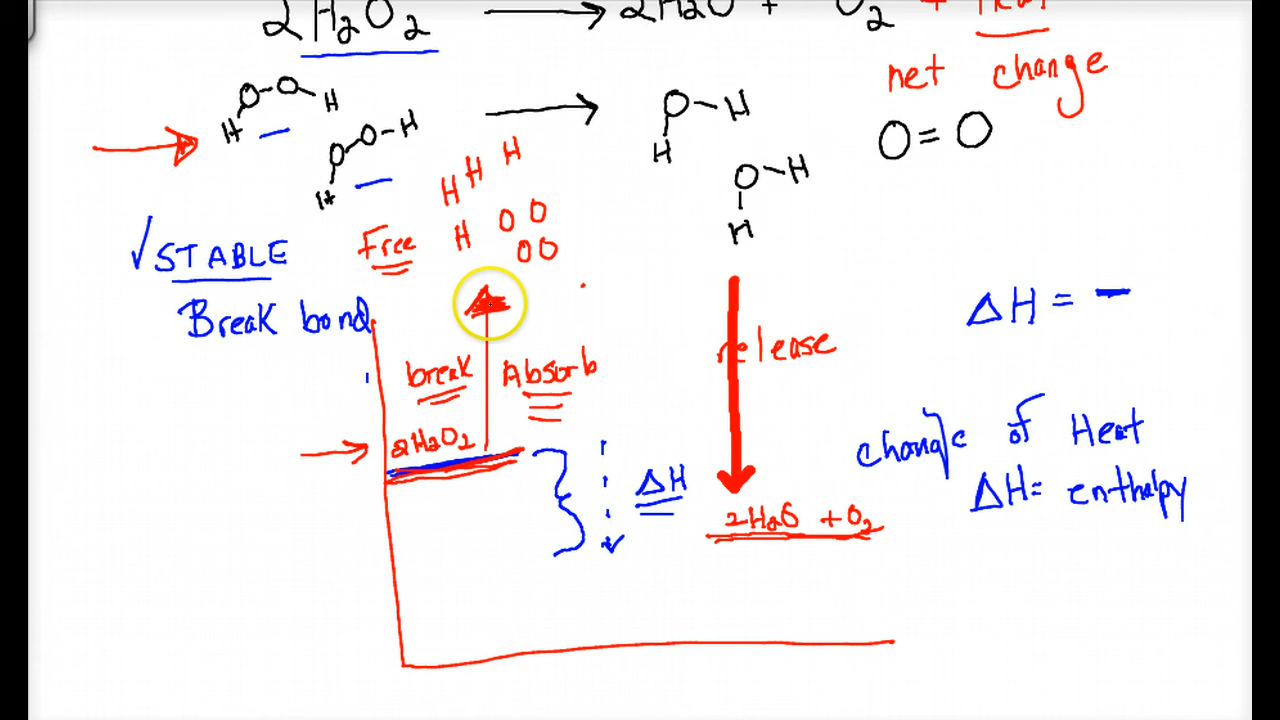 2H2O2 → 2H2O + O2 + Heat
net change
O-O H
H
O-O-H
H
→
O-H
H
O=O
O-H
H
H H H
H O O
O O
√ STABLE
Free
Break bond
ΔH = −
release
break Absorb
2H2O2
change of Heat
ΔH
ΔH= enthalpy
2H2O + O2